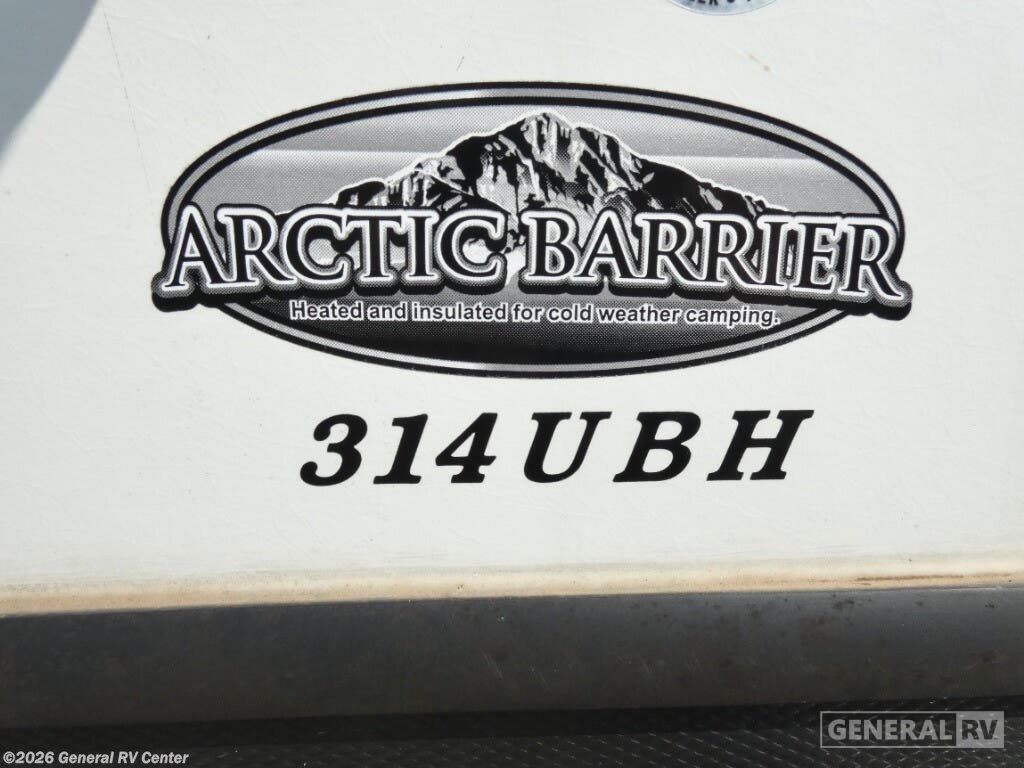 ARCTIC BARRIER
Heated and insulated for cold weather camping.
314UBH
GENERAL RV
©2026 General RV Center